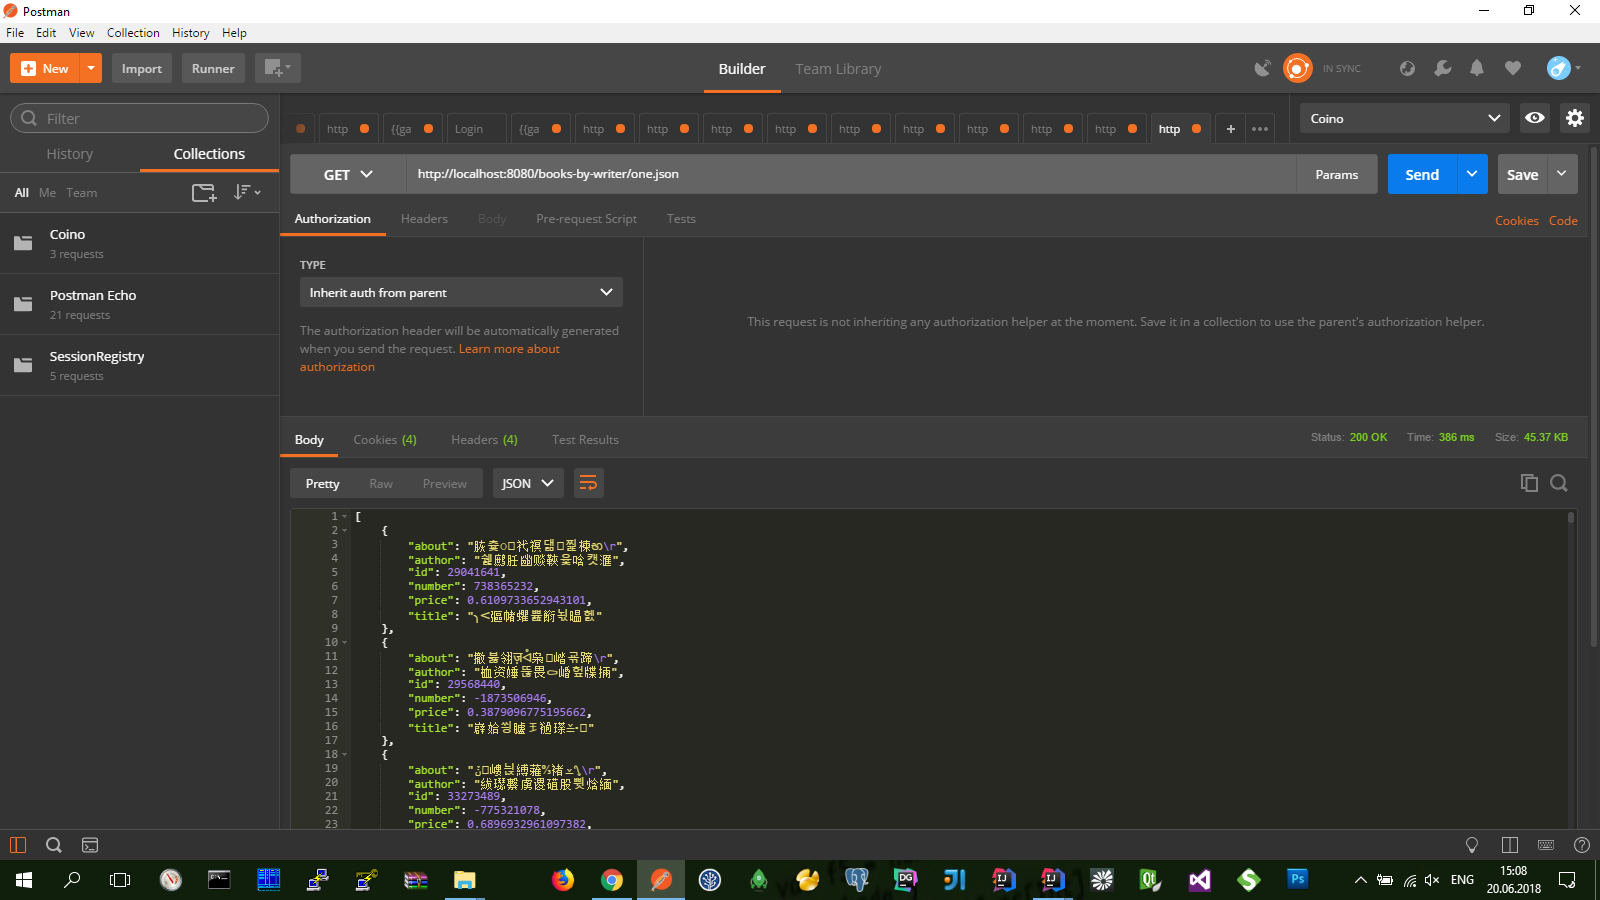 Postman
File Edit View Collection History Help
New Import Runner Builder Team Library IN SYNC
Filter
History Collections
All Me Team
Coino
3 requests
Postman Echo
21 requests
SessionRegistry
5 requests
http {{ga Login {{ga http http http http http http http http http http + •••
Coino
GET http://localhost:8080/books-by-writer/one.json Params Send Save
Authorization Headers Body Pre-request Script Tests Cookies Code
TYPE
Inherit auth from parent
The authorization header will be automatically generated
when you send the request. Learn more about
authorization
This request is not inheriting any authorization helper at the moment. Save it in a collection to use the parent's authorization helper.
Body Cookies (4) Headers (4) Test Results Status: 200 OK Time: 386 ms Size: 45.37 KB
Pretty Raw Preview JSON
1 [
2 {
3 "about":
4 "author":
5 "id": 29041641,
6 "number": 738365232,
7 "price": 0.6109733652943101,
8 "title":
9 },
10 {
11 "about":
12 "author":
13 "id": 29568440,
14 "number": -1873506946,
15 "price": 0.3879096775195662,
16 "title":
17 },
18 {
19 "about":
20 "author":
21 "id": 33273489,
22 "number": -775321078,
23 "price": 0.6896932961097382,
ENG 15:08
20.06.2018